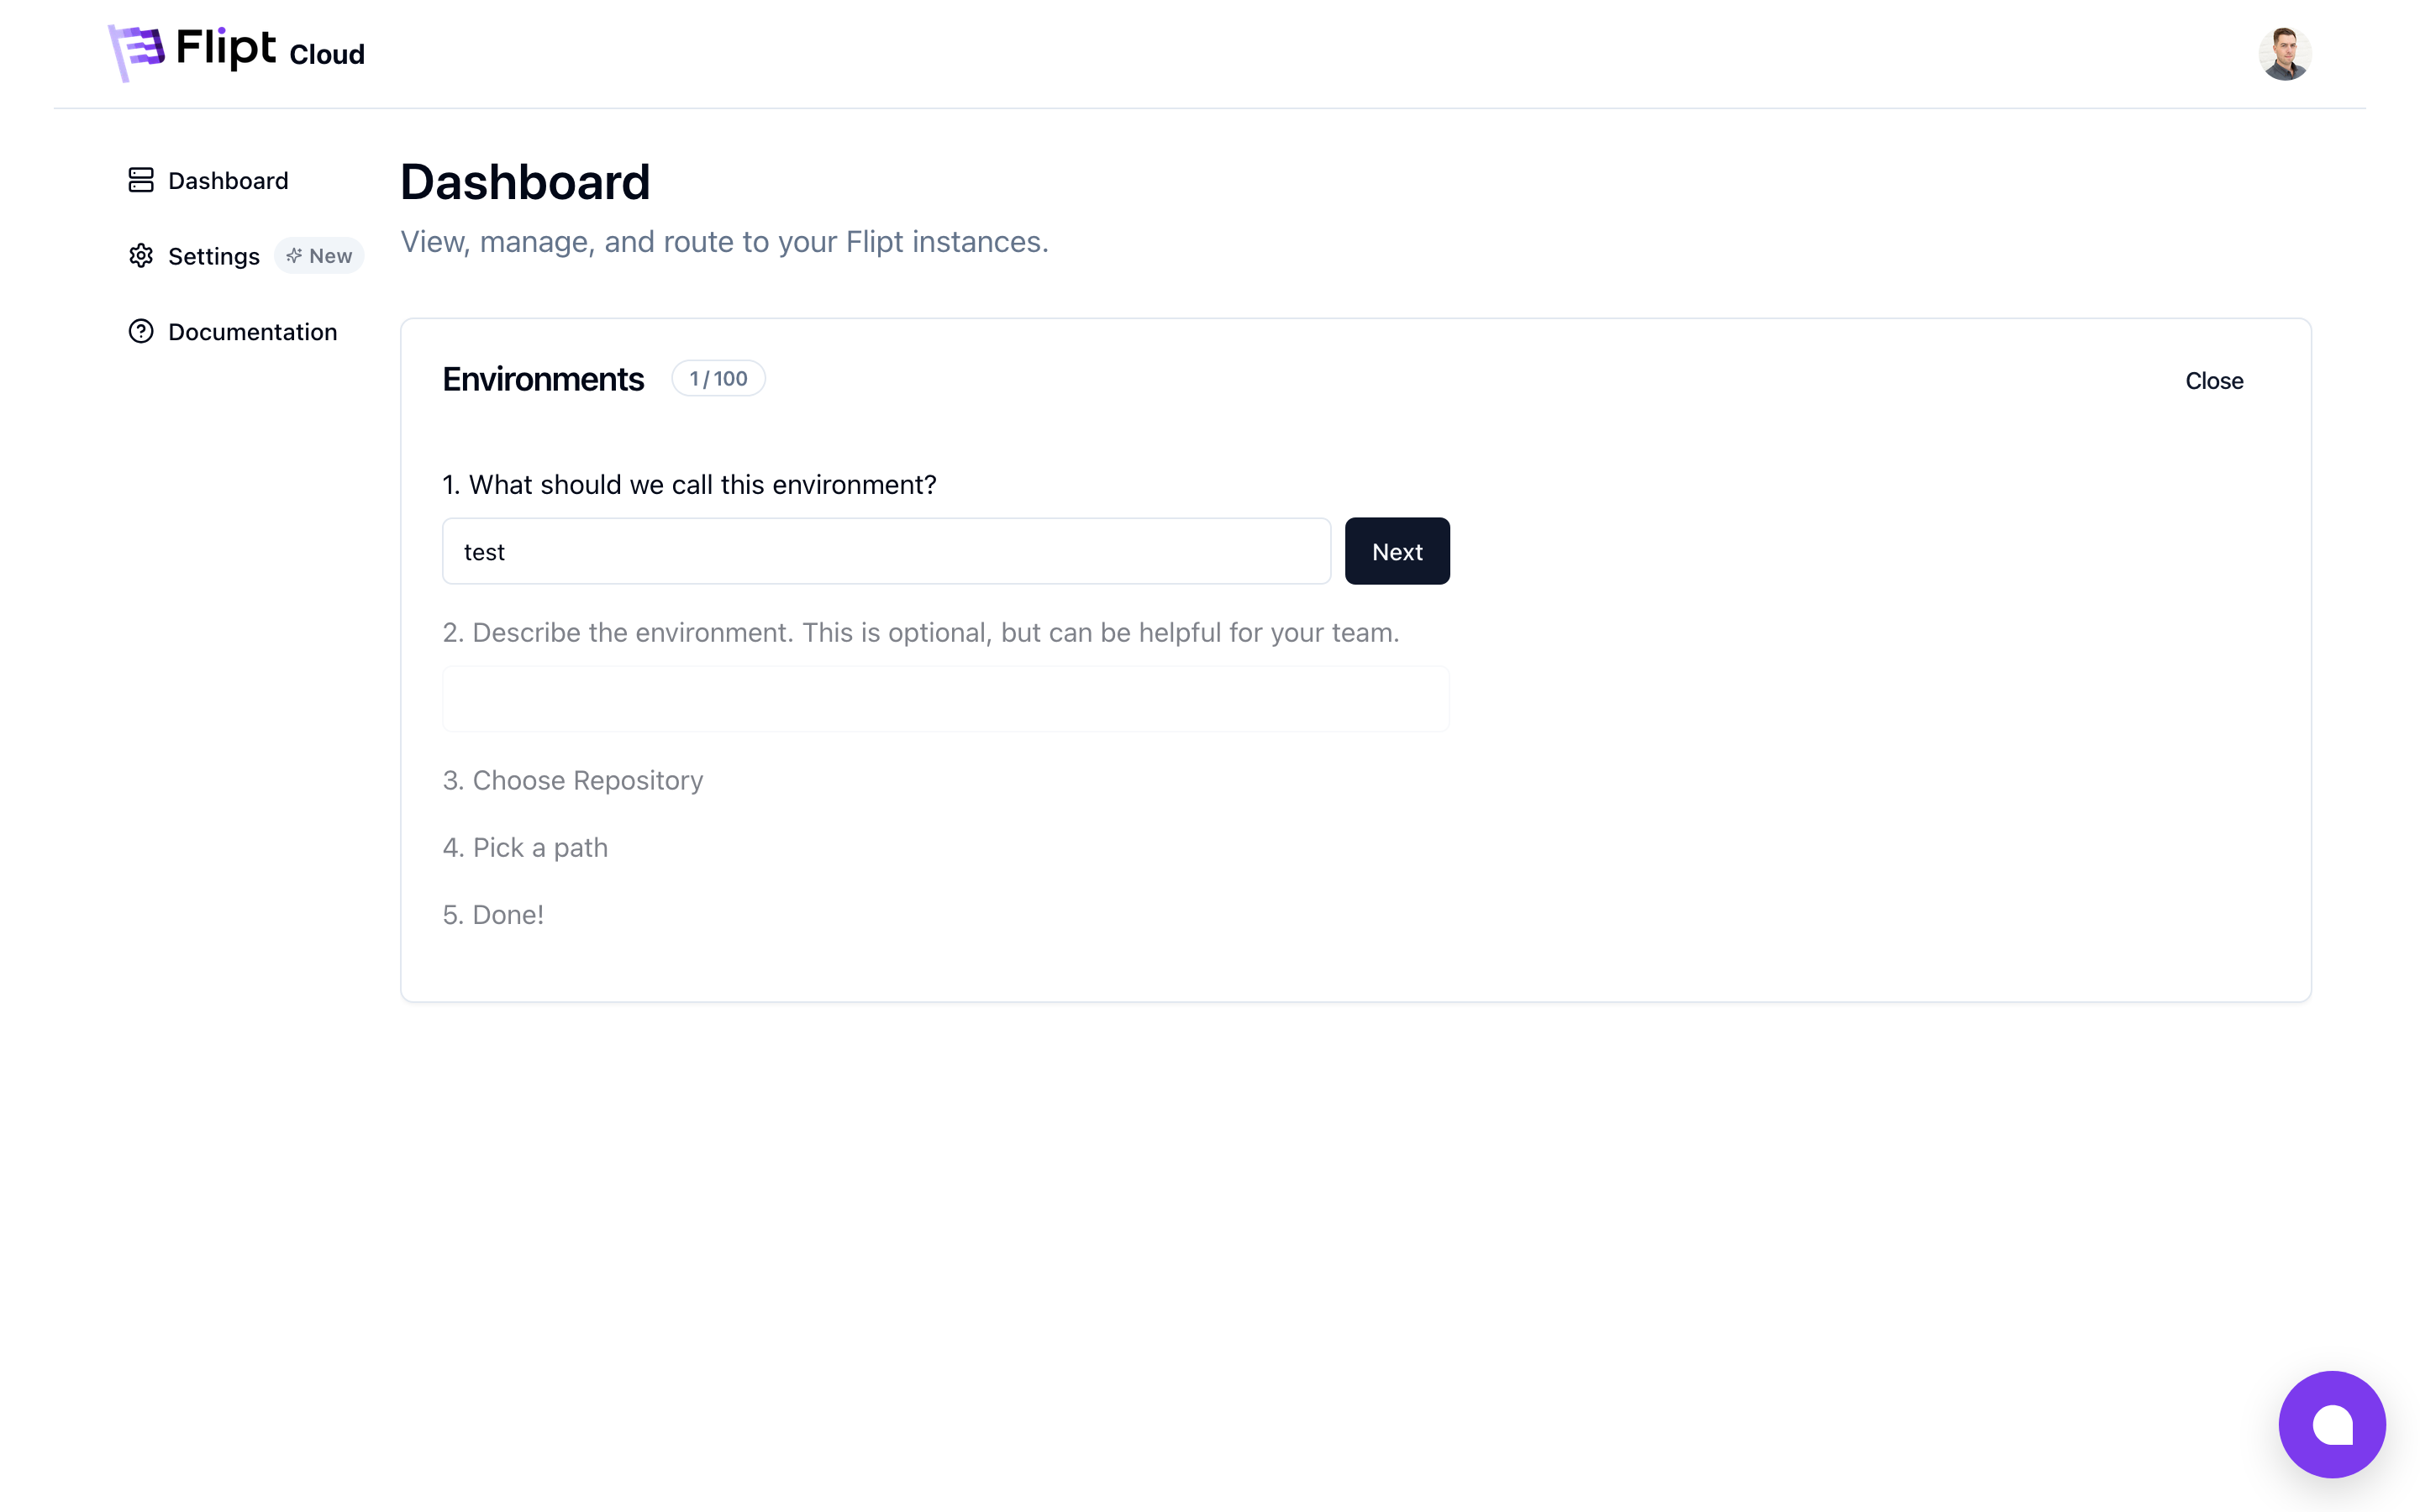 Flipt Cloud
Dashboard
Settings New
Documentation
Dashboard
View, manage, and route to your Flipt instances.
Environments 1 / 100 Close
1. What should we call this environment?
test Next
2. Describe the environment. This is optional, but can be helpful for your team.
3. Choose Repository
4. Pick a path
5. Done!